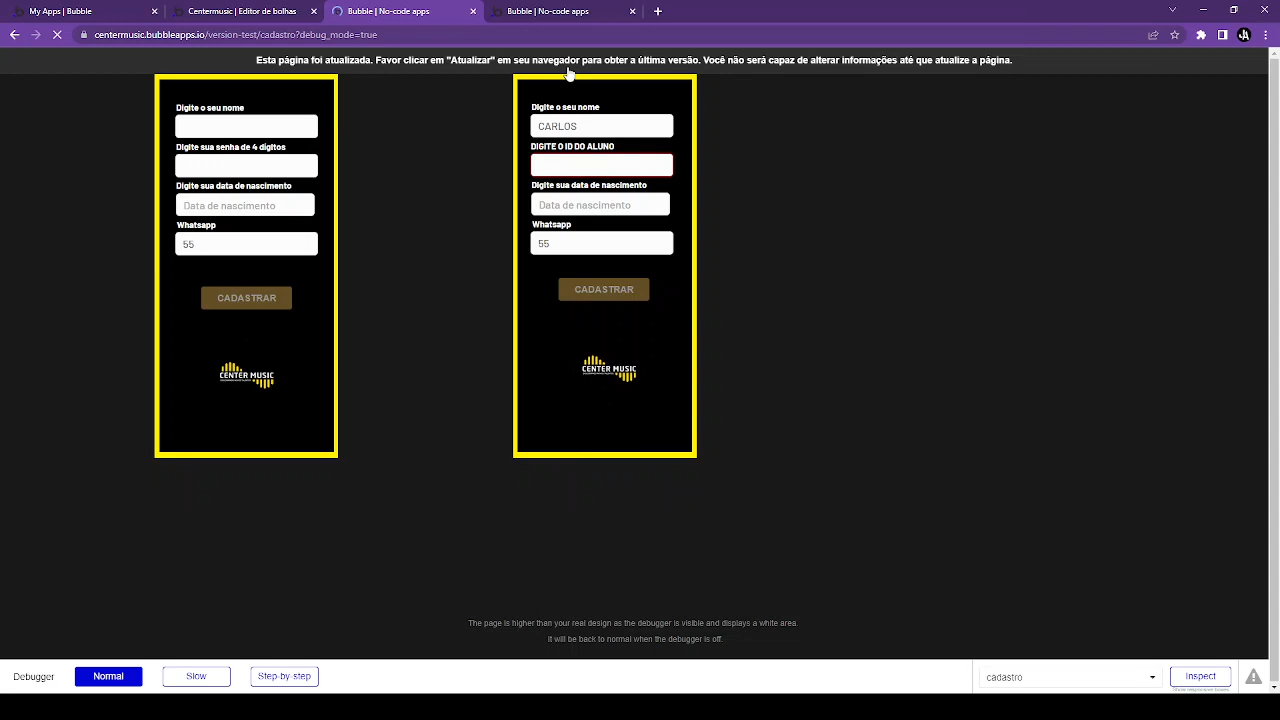 My Apps | Bubble
Centermusic | Editor de bolhas
Bubble | No-code apps
Bubble | No-code apps
centermusic.bubbleapps.io/version-test/cadastro?debug_mode=true
Esta página foi atualizada. Favor clicar em "Atualizar" em seu navegador para obter a última versão. Você não será capaz de alterar informações até que atualize a página.
Digite o seu nome
Digite sua senha de 4 dígitos
Digite sua data de nascimento
Data de nascimento
Whatsapp
55
CADASTRAR
CENTER MUSIC
Digite o seu nome
CARLOS
DIGITE O ID DO ALUNO
Digite sua data de nascimento
Data de nascimento
Whatsapp
55
CADASTRAR
CENTER MUSIC
The page is higher than your real design as the debugger is visible and displays a white area.
It will be back to normal when the debugger is off.
Debugger
Normal
Slow
Step-by-step
cadastro
Inspect